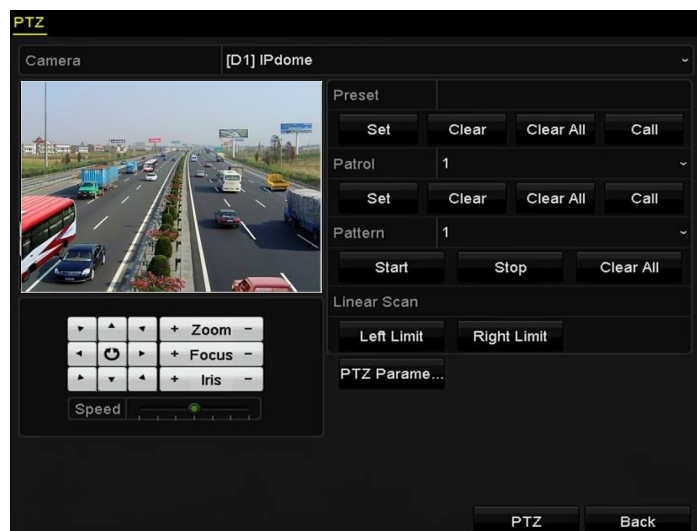 PTZ
Camera [D1] IPdome
Preset
Set Clear Clear All Call
Patrol 1
Set Clear Clear All Call
Pattern 1
Start Stop Clear All
Linear Scan
Left Limit Right Limit
PTZ Parame...
+ Zoom -
+ Focus -
+ Iris -
Speed
PTZ Back